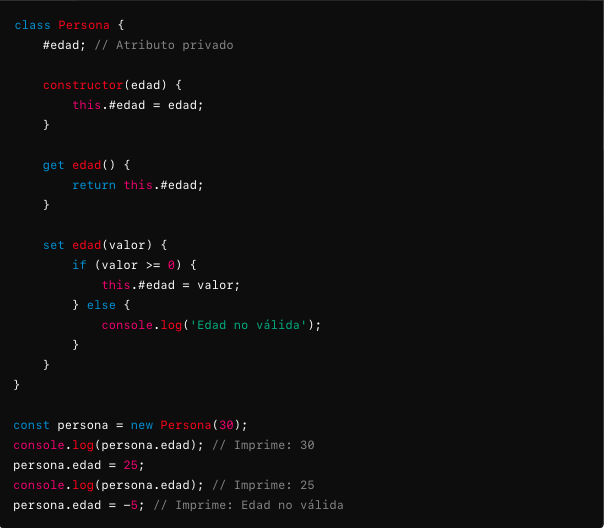 class Persona {
    #edad; // Atributo privado

    constructor(edad) {
        this.#edad = edad;
    }

    get edad() {
        return this.#edad;
    }

    set edad(valor) {
        if (valor >= 0) {
            this.#edad = valor;
        } else {
            console.log('Edad no válida');
        }
    }
}

const persona = new Persona(30);
console.log(persona.edad); // Imprime: 30
persona.edad = 25;
console.log(persona.edad); // Imprime: 25
persona.edad = -5; // Imprime: Edad no válida